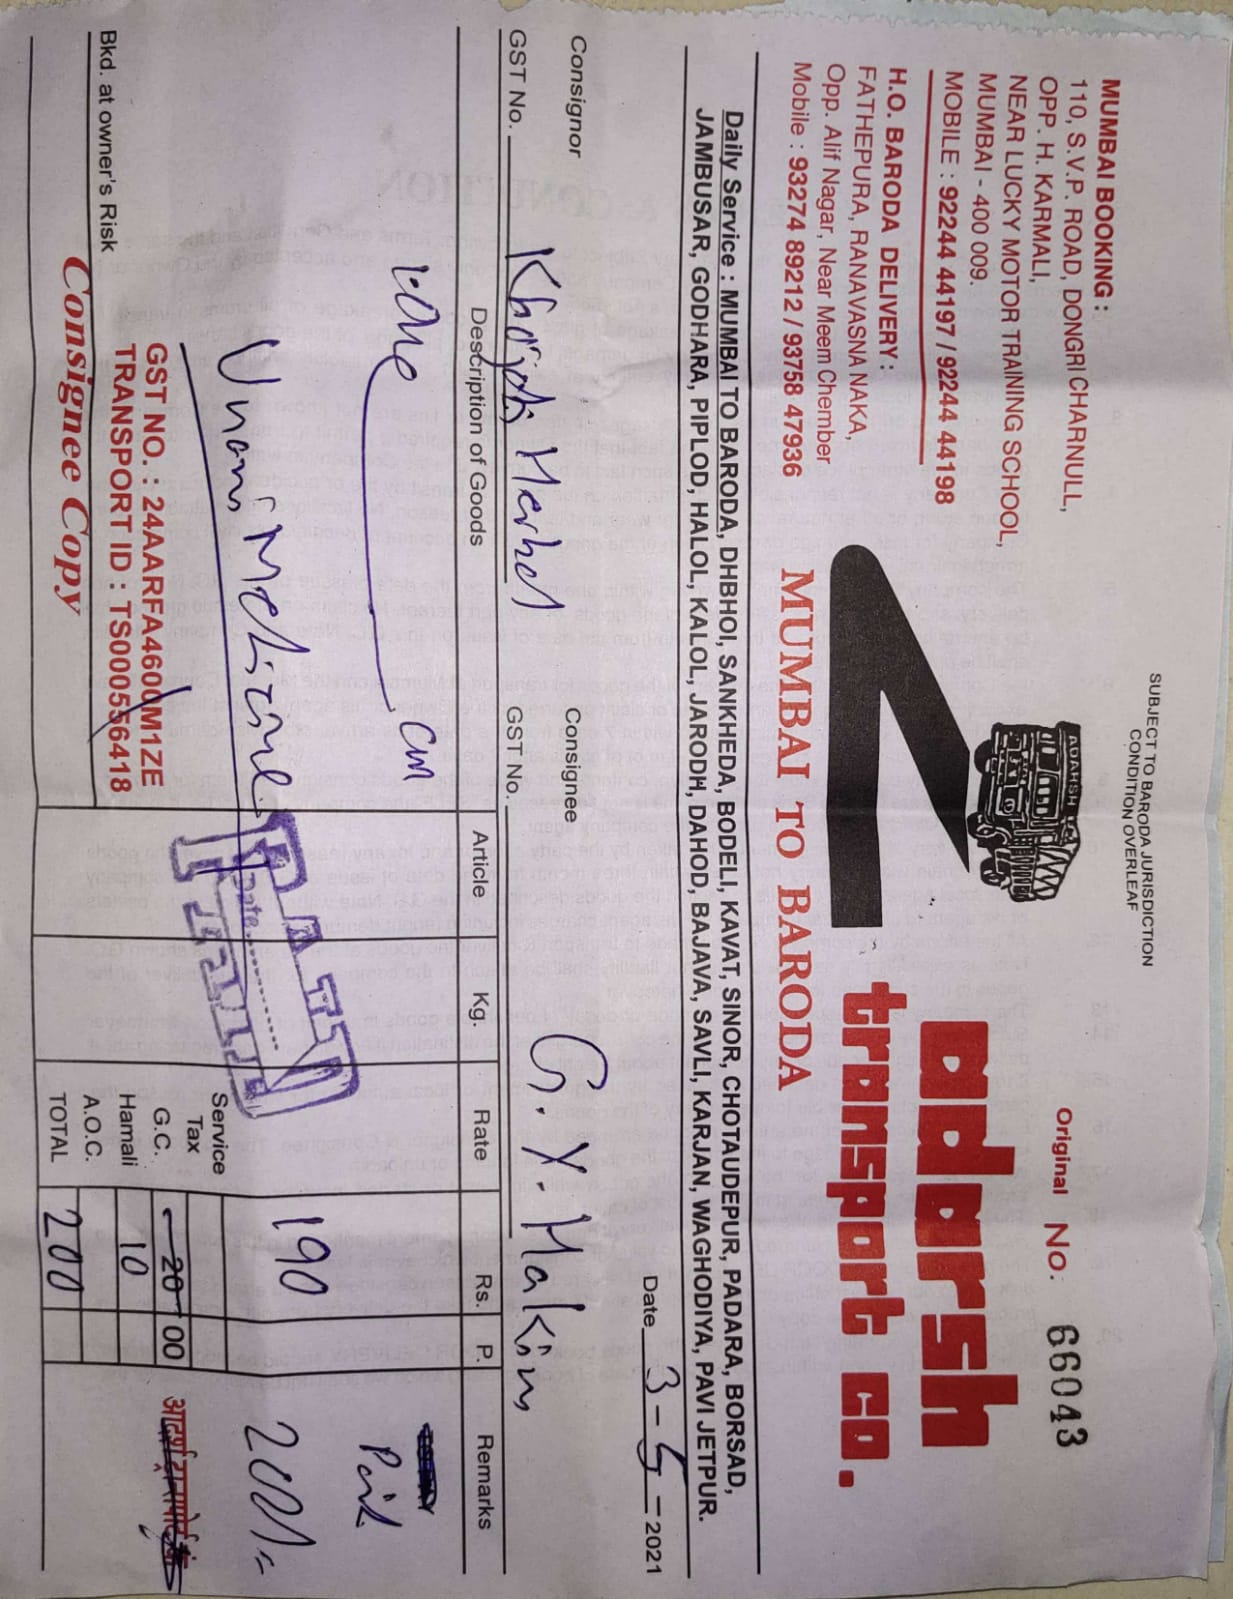 SUBJECT TO BARODA JURISDICTION
CONDITION OVERLEAF
MUMBAI BOOKING :
110, S.V.P. ROAD, DONGRI CHARNULL,
OPP. H. KARMALI,
NEAR LUCKY MOTOR TRAINING SCHOOL,
MUMBAI - 400 009.
MOBILE : 92244 44197 / 92244 44198
H.O. BARODA DELIVERY :
FATHEPURA, RANAVASNA NAKA,
Opp. Alif Nagar, Near Meem Chember
Mobile : 93274 89212 / 93758 47936
ADARSH
Original No. 66043
adarsh
transport co.
MUMBAI TO BARODA
Daily Service : MUMBAI TO BARODA, DHBHOI, SANKHEDA, BODELI, KAVAT, SINOR, CHOTAUDEPUR, PADARA, BORSAD,
JAMBUSAR, GODHARA, PIPLOD, HALOL, KALOL, JARODH, DAHOD, BAJAVA, SAVLI, KARJAN, WAGHODIYA, PAVI JETPUR.
Date 3-5-2021
Consignor
Consignee G.Y. Hakim
GST No.
GST No.
Description of Goods Article Kg. Rate Rs. P. Remarks
1. one
Paid
Unani Medicine
190 200/=
PAID
Date
Service
Tax
G.C. 20 00
Hamali 10
A.O.C.
TOTAL 200
GST NO.: 24AARFA4600M1ZE
TRANSPORT ID : TS000556418
Bkd. at owner's Risk
Consignee Copy